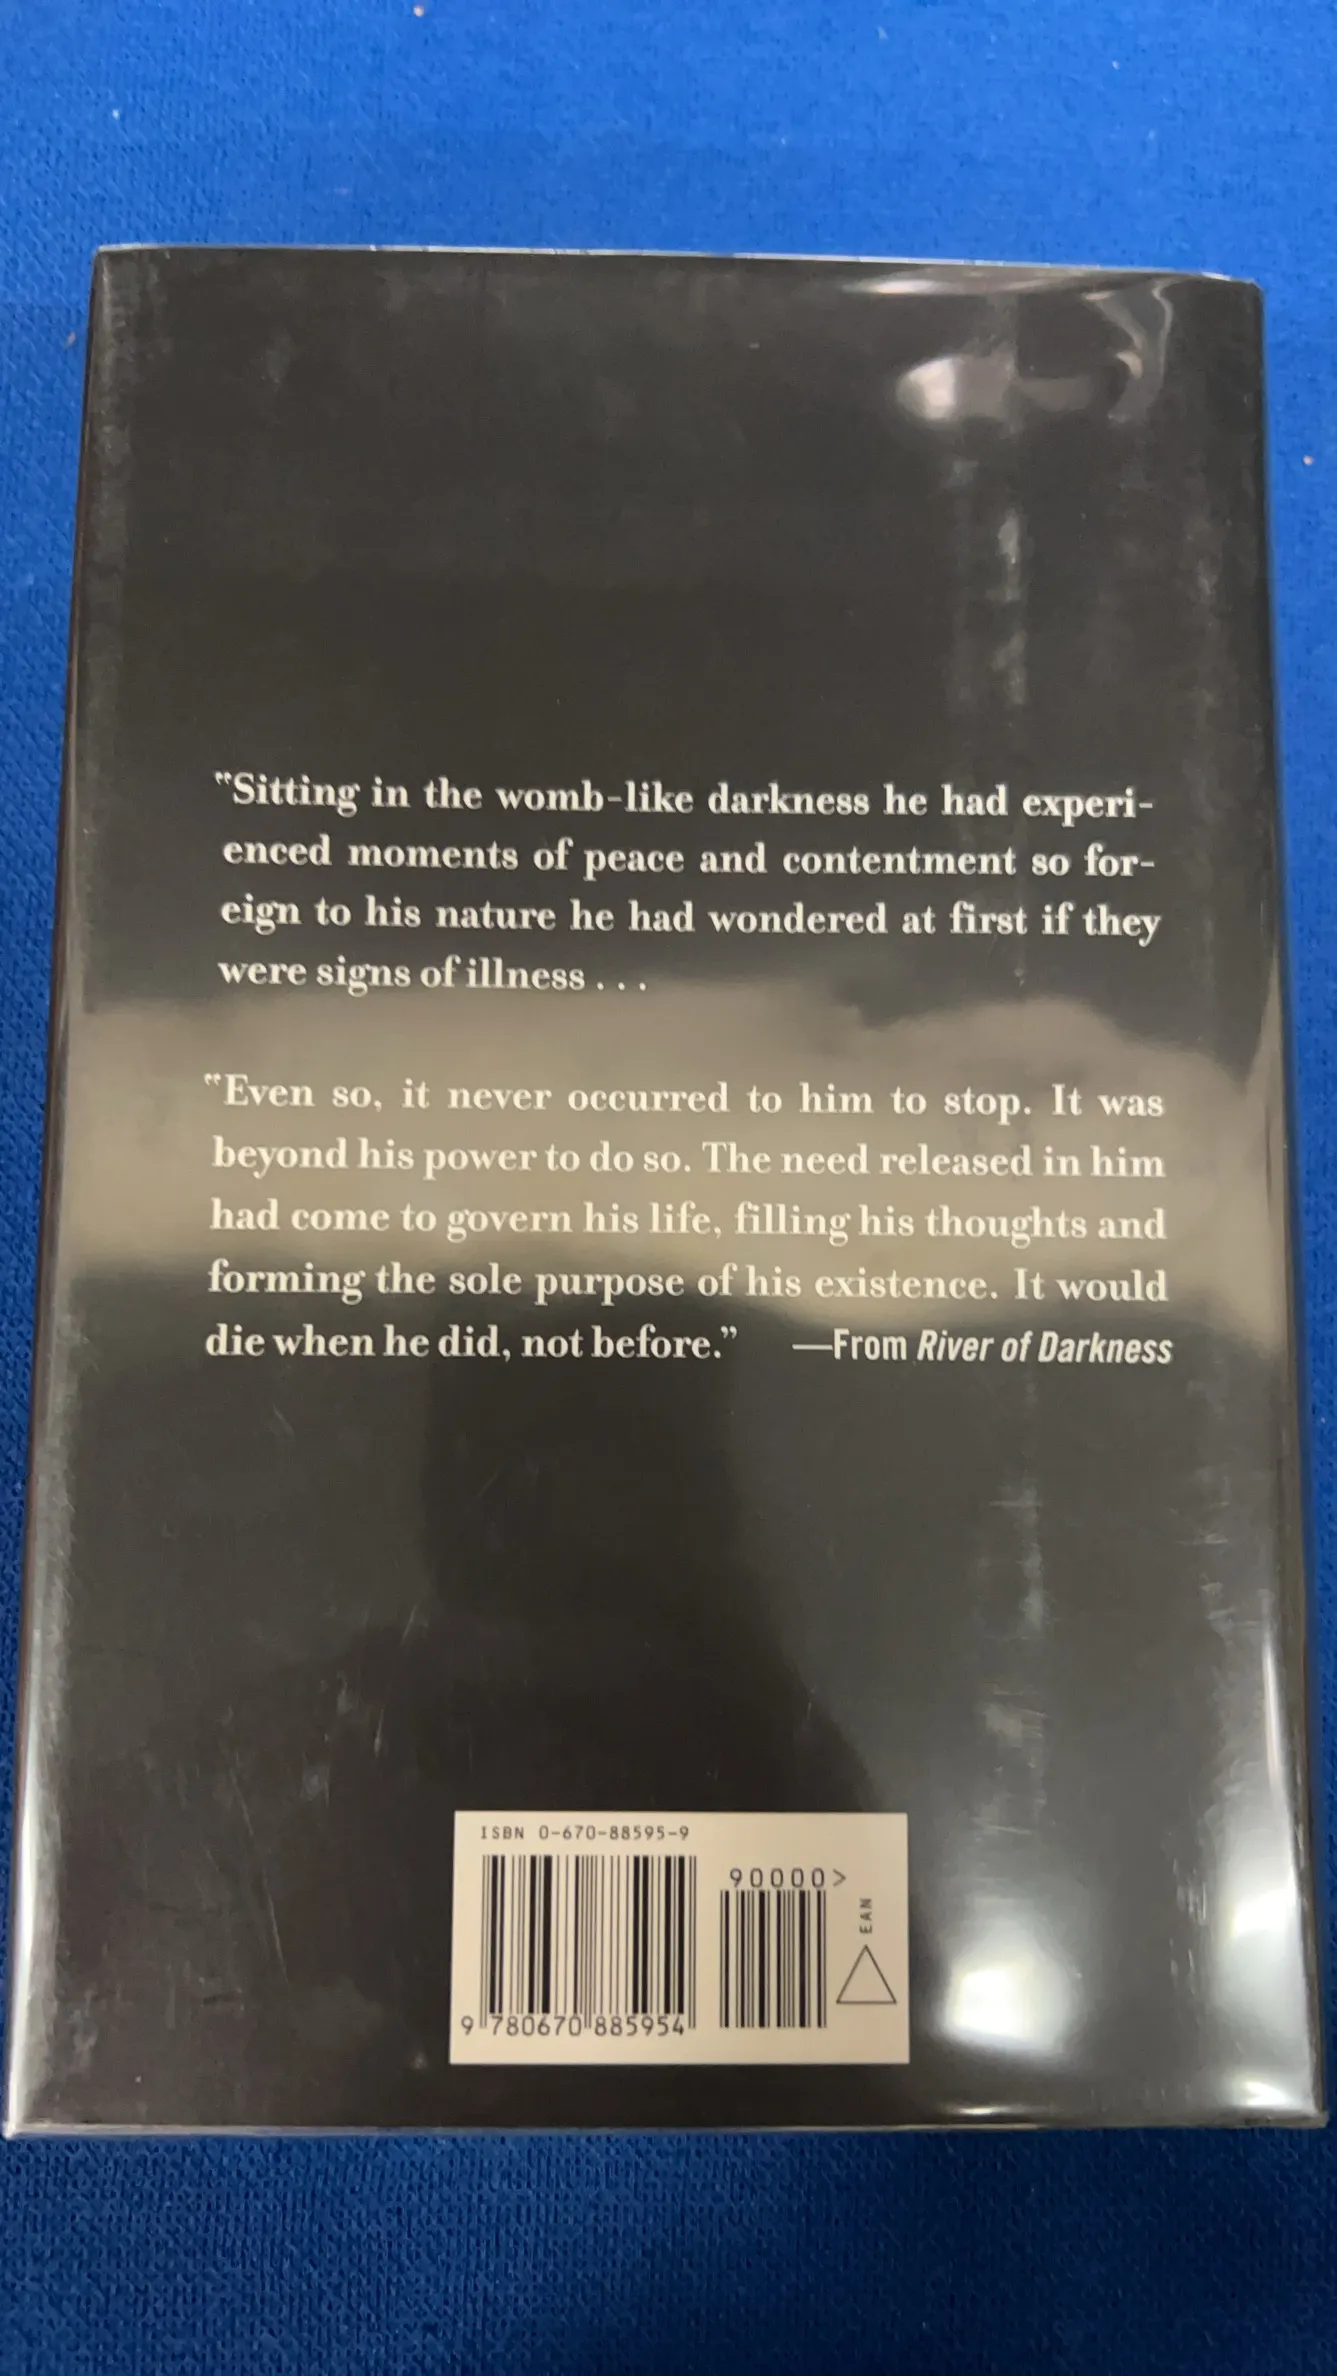 "Sitting in the womb-like darkness he had experi-
enced moments of peace and contentment so for-
eign to his nature he had wondered at first if they
were signs of illness . . .
"Even so, it never occurred to him to stop. It was
beyond his power to do so. The need released in him
had come to govern his life, filling his thoughts and
forming the sole purpose of his existence. It would
die when he did, not before." —From River of Darkness
ISBN 0-670-88595-9
90000>
EAN
9 780670 885954